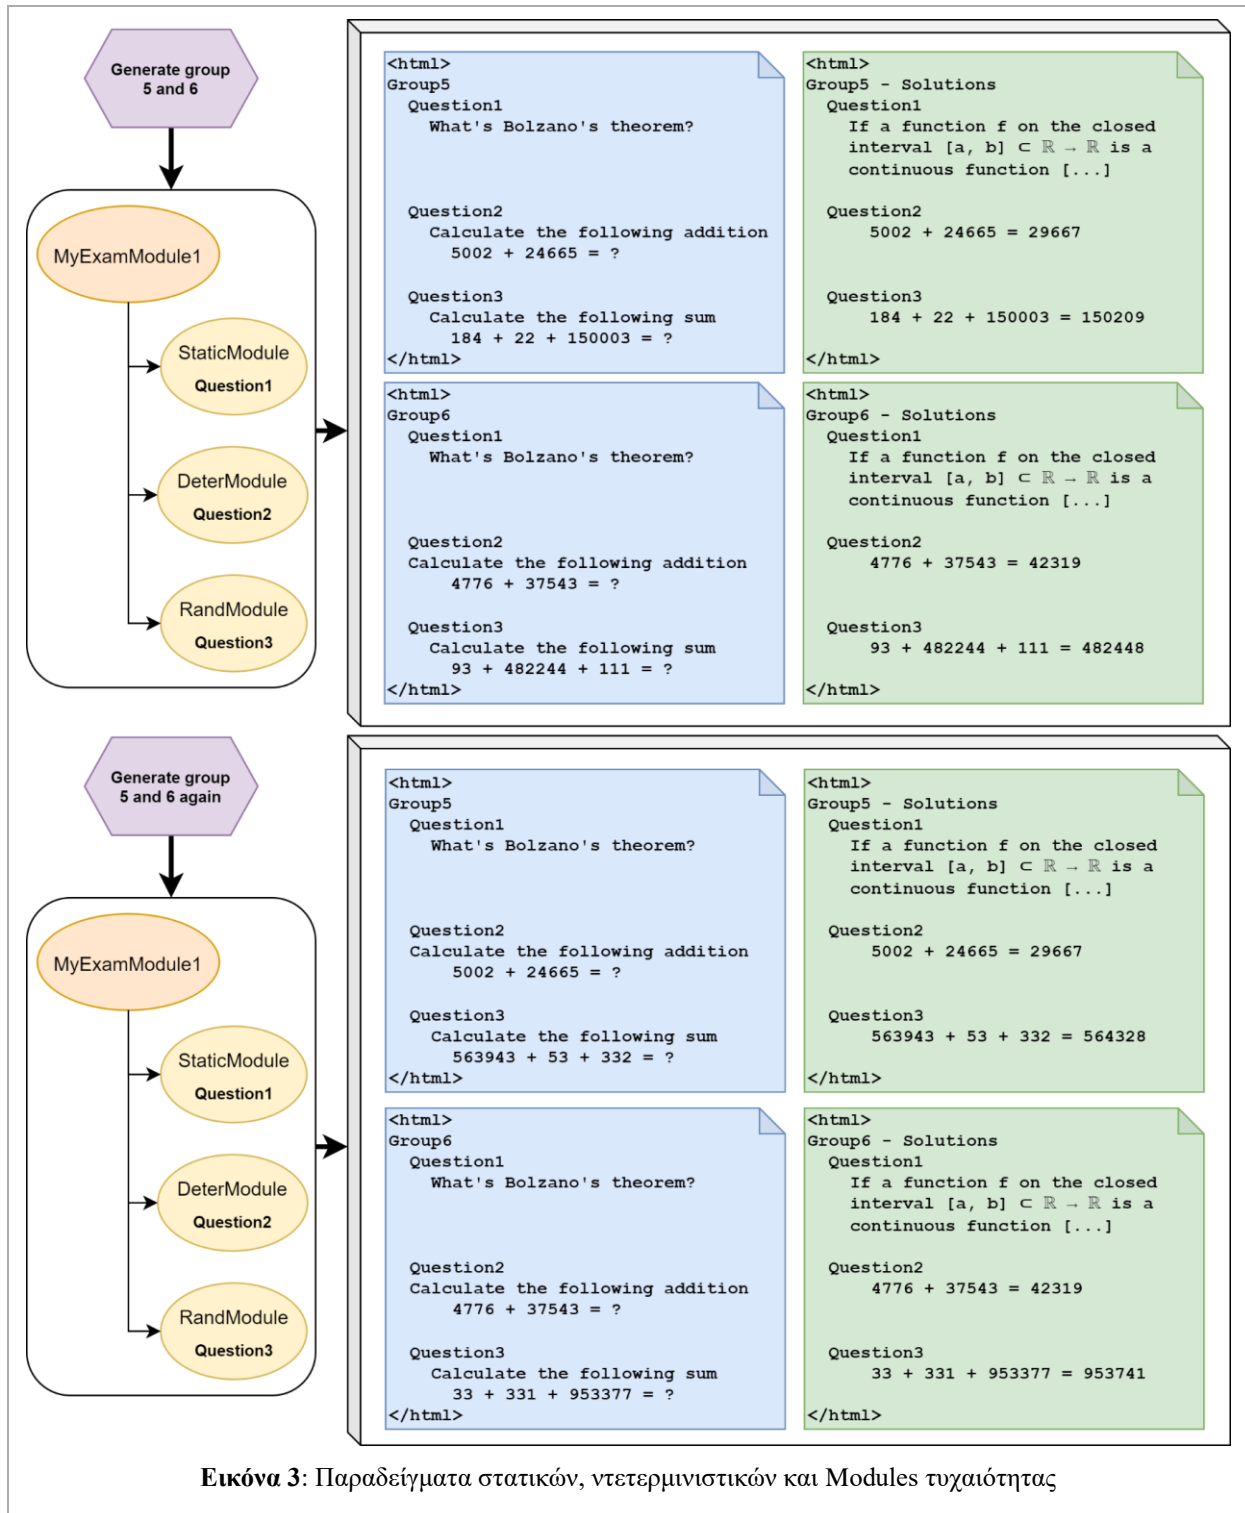 Generate group
5 and 6
MyExamModule1
StaticModule
Question1
DeterModule
Question2
RandModule
Question3
<html>
Group5
Question1
What's Bolzano's theorem?
Question2
Calculate the following addition
5002 + 24665 = ?
Question3
Calculate the following sum
184 + 22 + 150003 = ?
</html>
<html>
Group5 - Solutions
Question1
If a function f on the closed
interval [a, b] ⊂ ℝ → ℝ is a
continuous function [...]
Question2
5002 + 24665 = 29667
Question3
184 + 22 + 150003 = 150209
</html>
<html>
Group6
Question1
What's Bolzano's theorem?
Question2
Calculate the following addition
4776 + 37543 = ?
Question3
Calculate the following sum
93 + 482244 + 111 = ?
</html>
<html>
Group6 - Solutions
Question1
If a function f on the closed
interval [a, b] ⊂ ℝ → ℝ is a
continuous function [...]
Question2
4776 + 37543 = 42319
Question3
93 + 482244 + 111 = 482448
</html>
Generate group
5 and 6 again
MyExamModule1
StaticModule
Question1
DeterModule
Question2
RandModule
Question3
<html>
Group5
Question1
What's Bolzano's theorem?
Question2
Calculate the following addition
5002 + 24665 = ?
Question3
Calculate the following sum
563943 + 53 + 332 = ?
</html>
<html>
Group5 - Solutions
Question1
If a function f on the closed
interval [a, b] ⊂ ℝ → ℝ is a
continuous function [...]
Question2
5002 + 24665 = 29667
Question3
563943 + 53 + 332 = 564328
</html>
<html>
Group6
Question1
What's Bolzano's theorem?
Question2
Calculate the following addition
4776 + 37543 = ?
Question3
Calculate the following sum
33 + 331 + 953377 = ?
</html>
<html>
Group6 - Solutions
Question1
If a function f on the closed
interval [a, b] ⊂ ℝ → ℝ is a
continuous function [...]
Question2
4776 + 37543 = 42319
Question3
33 + 331 + 953377 = 953741
</html>
Εικόνα 3: Παραδείγματα στατικών, ντετερμινιστικών και Modules τυχαιότητας